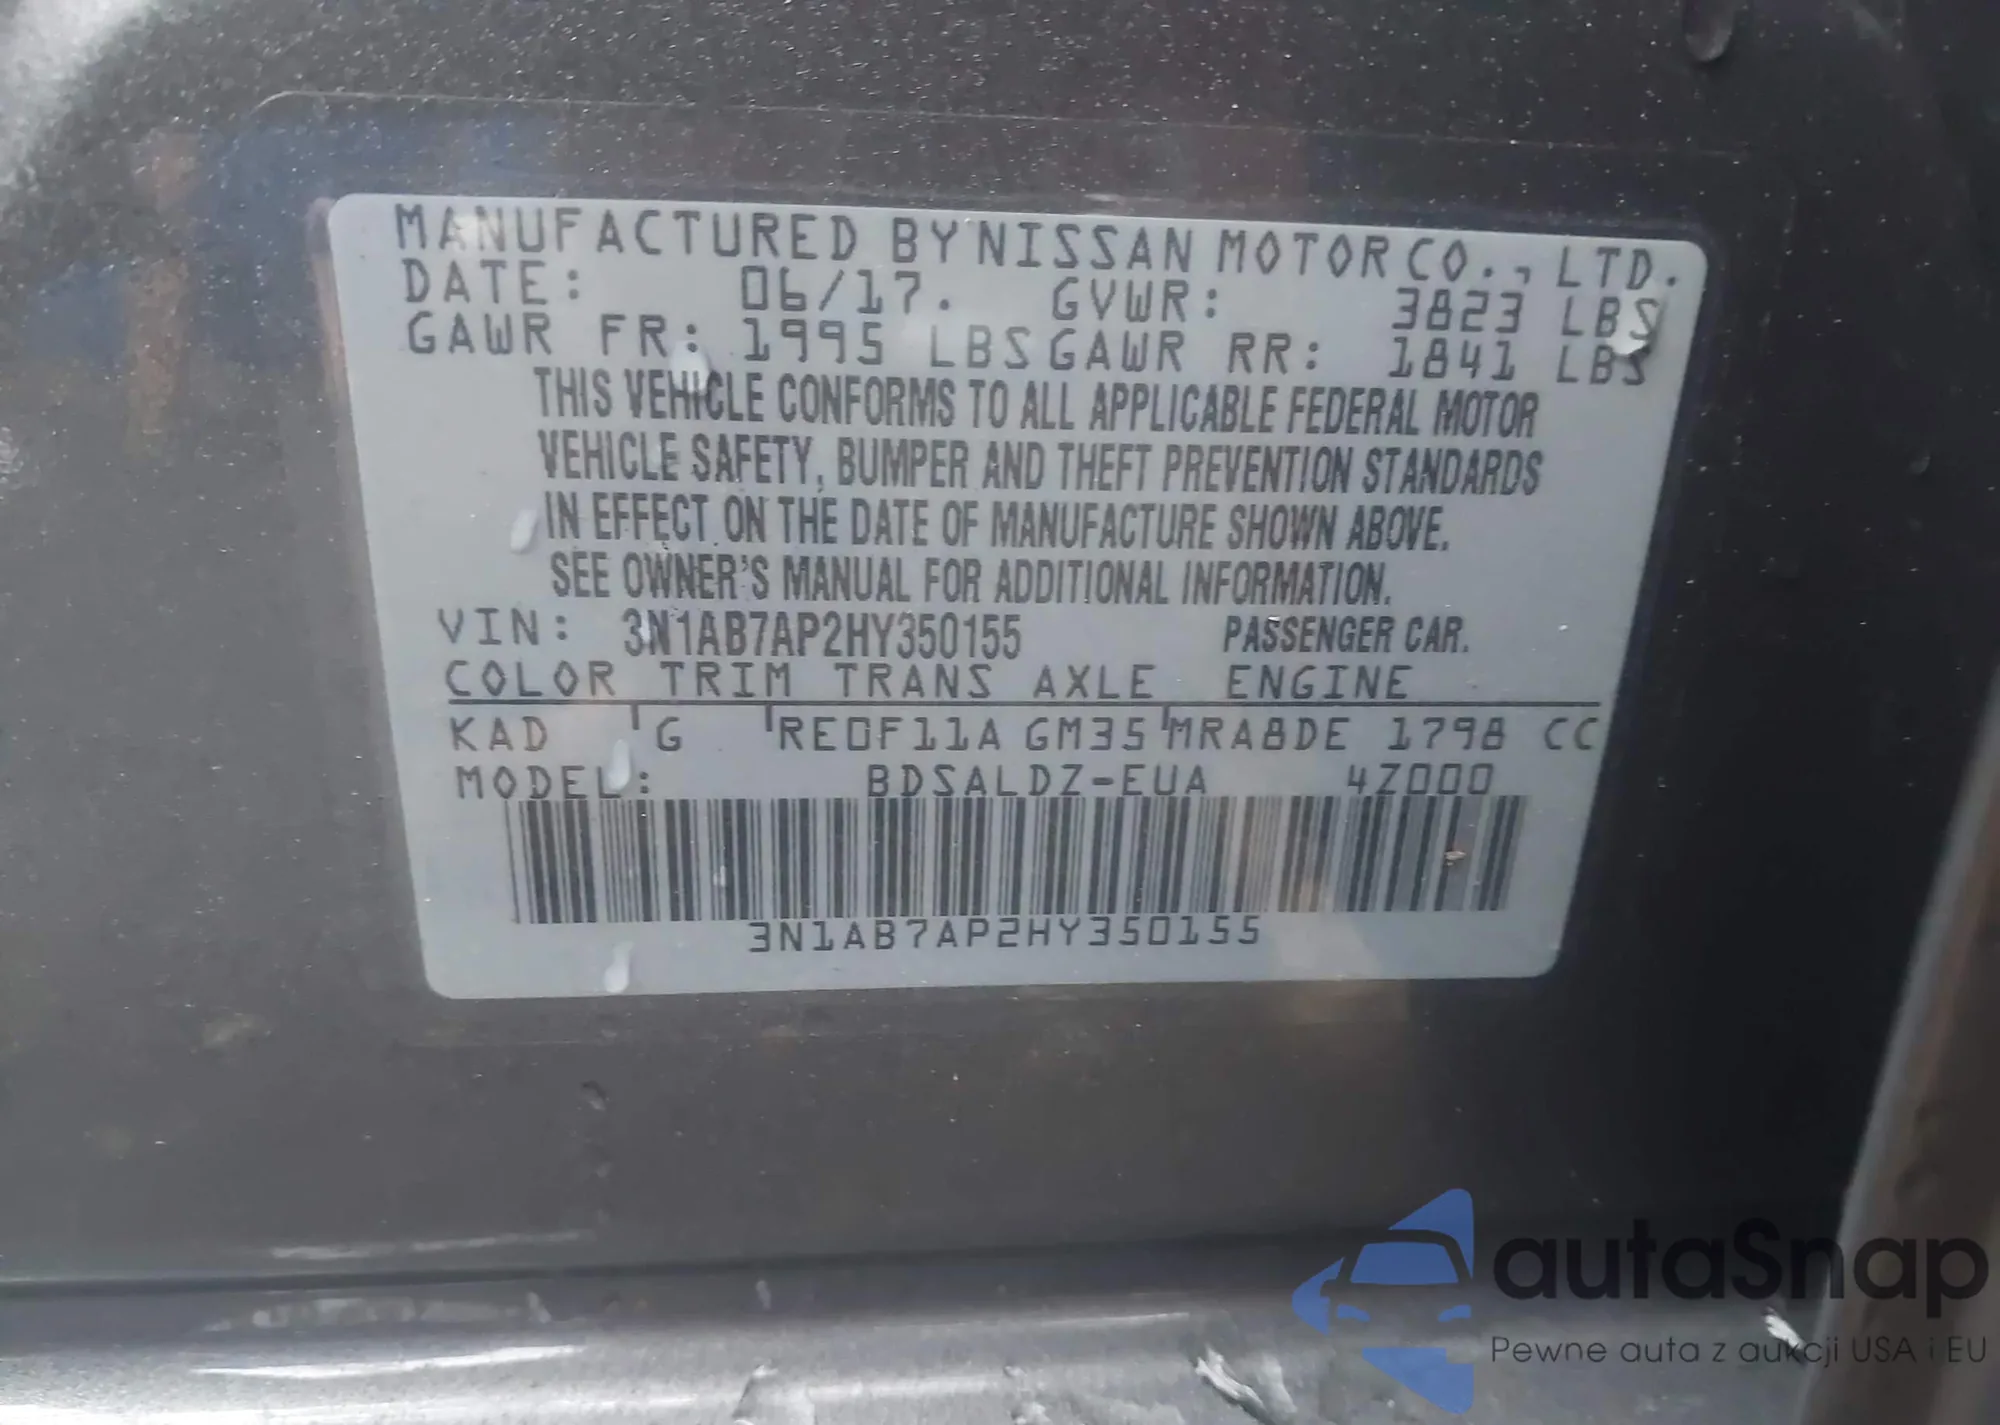 MANUFACTURED BY NISSAN MOTOR CO., LTD.
DATE: 06/17. GVWR: 3823 LBS
GAWR FR: 1995 LBS GAWR RR: 1841 LBS
THIS VEHICLE CONFORMS TO ALL APPLICABLE FEDERAL MOTOR
VEHICLE SAFETY, BUMPER AND THEFT PREVENTION STANDARDS
IN EFFECT ON THE DATE OF MANUFACTURE SHOWN ABOVE.
SEE OWNER'S MANUAL FOR ADDITIONAL INFORMATION.
VIN: 3N1AB7AP2HY350155 PASSENGER CAR.
COLOR TRIM TRANS AXLE ENGINE
KAD G RE0F11A GM35 MRA8DE 1798 CC
MODEL: BDSALDZ-EUA 4Z000
3N1AB7AP2HY350155
autaSnap
Pewne auta z aukcji USA i EU